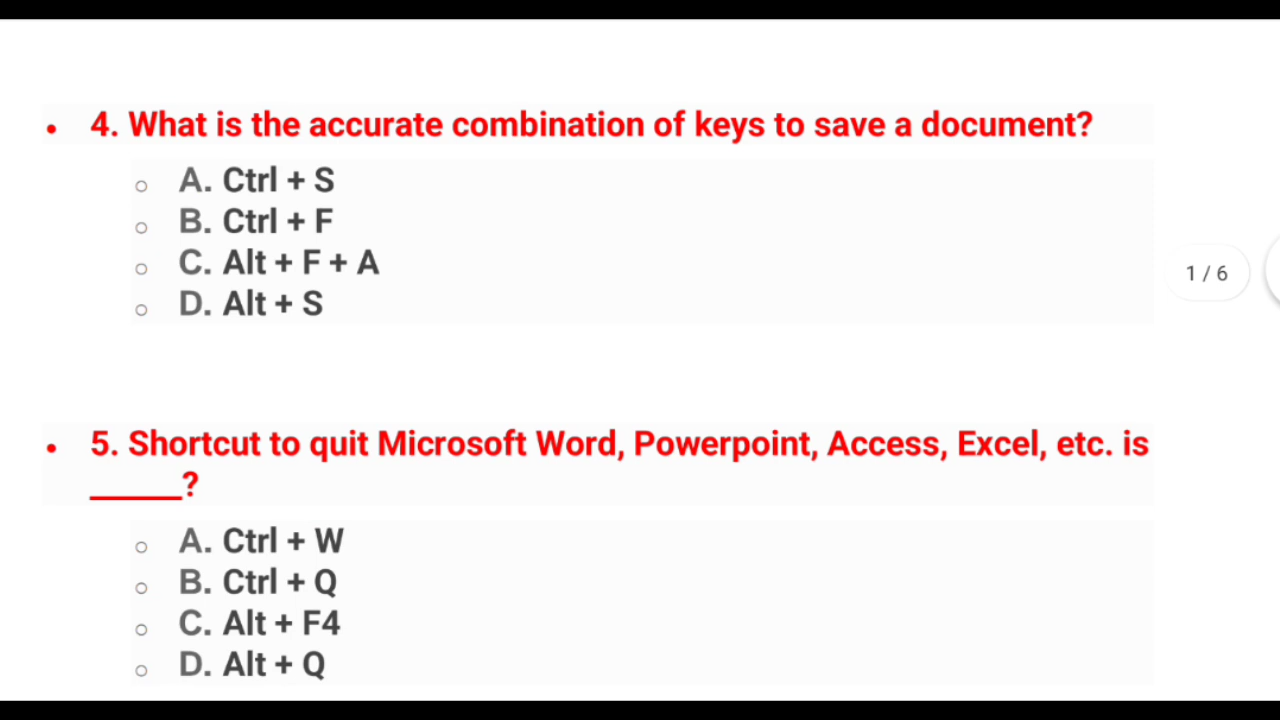 • 4. What is the accurate combination of keys to save a document?
○ A. Ctrl + S
○ B. Ctrl + F
○ C. Alt + F + A
○ D. Alt + S
1 / 6
• 5. Shortcut to quit Microsoft Word, Powerpoint, Access, Excel, etc. is
_____?
○ A. Ctrl + W
○ B. Ctrl + Q
○ C. Alt + F4
○ D. Alt + Q